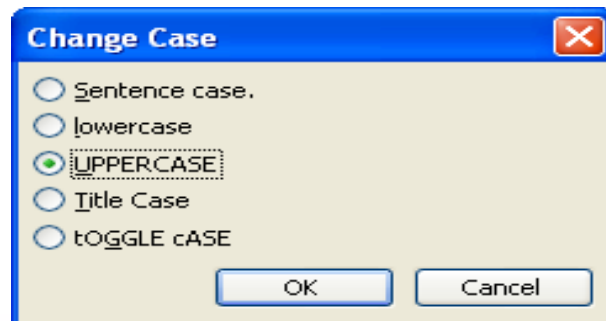 Change Case
Sentence case.
lowercase
UPPERCASE
Title Case
tOGGLE cASE
OK Cancel